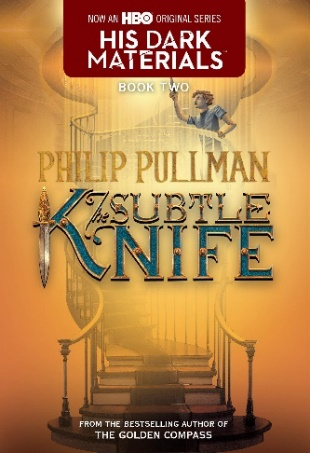 NOW AN HBO ORIGINAL SERIES
HIS DARK
MATERIALS
BOOK TWO
PHILIP PULLMAN
The SUBTLE
KNIFE
FROM THE BESTSELLING AUTHOR OF
THE GOLDEN COMPASS